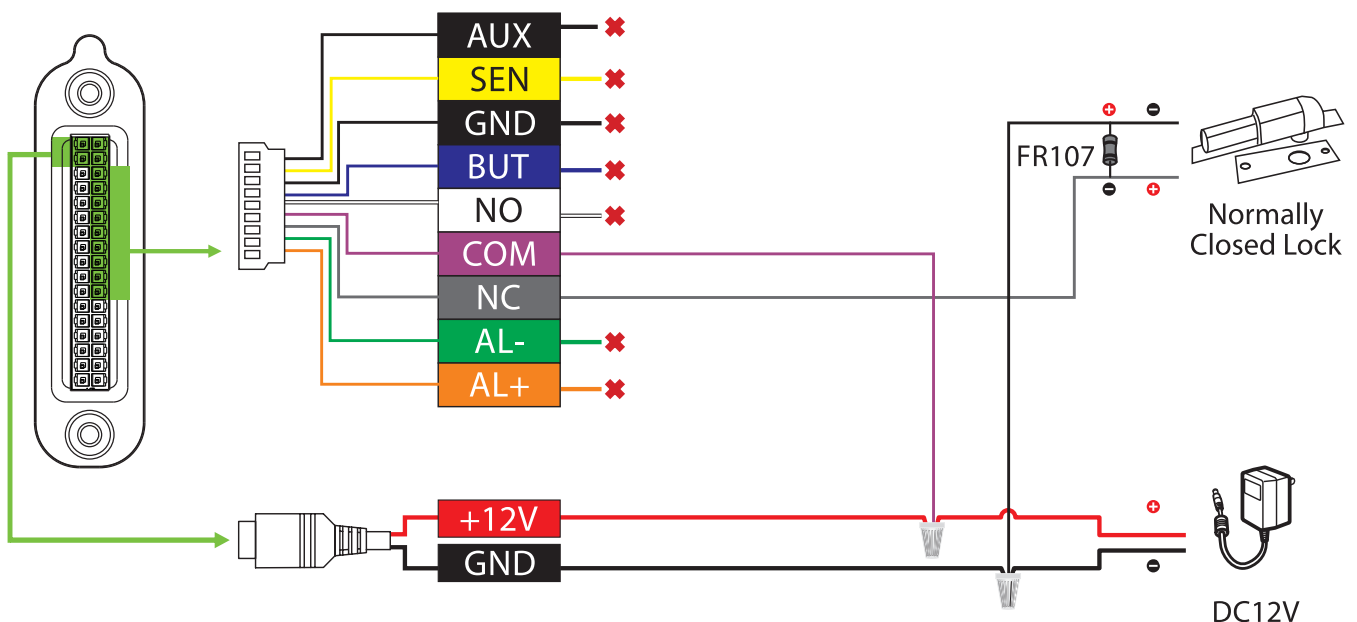 AUX
SEN
GND
BUT
NO
COM
NC
AL-
AL+
+12V
GND
FR107
Normally
Closed Lock
DC12V